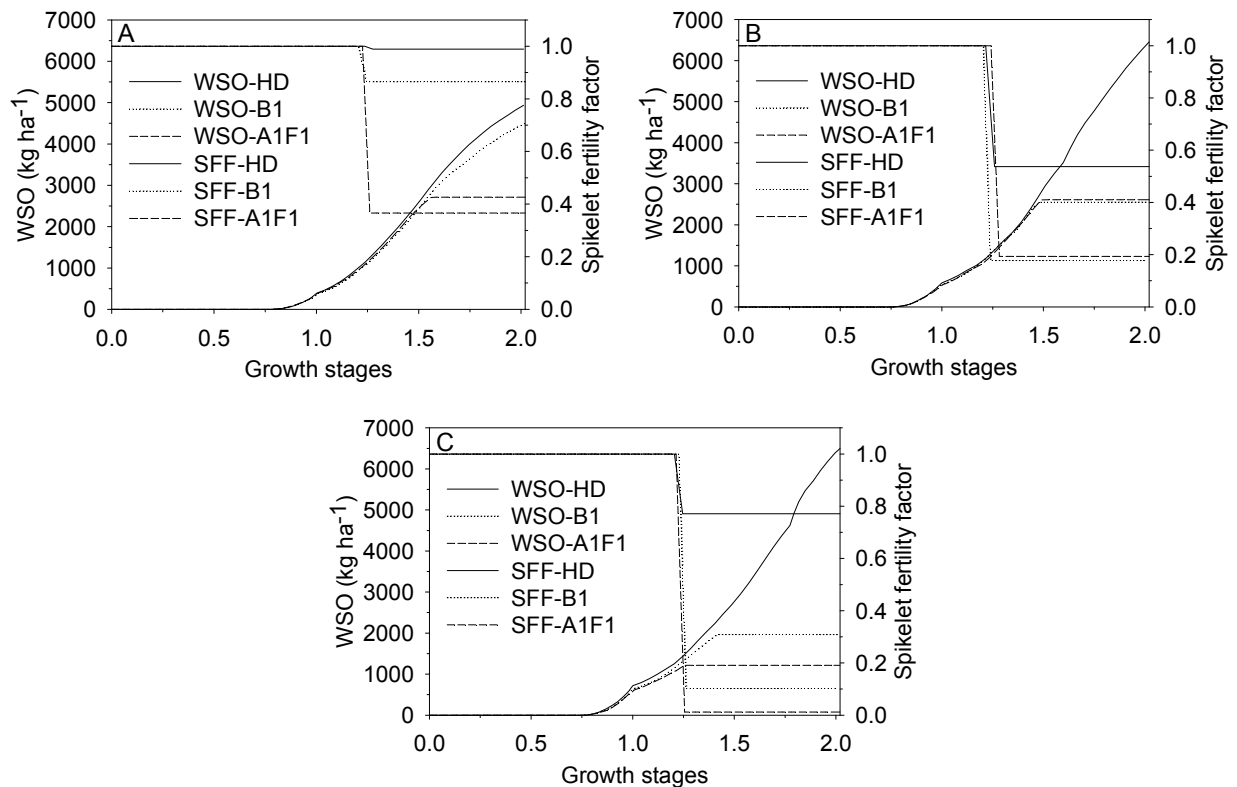 A
7000
6000
5000
4000
3000
2000
1000
0
WSO (kg ha⁻¹)
WSO-HD
WSO-B1
WSO-A1F1
SFF-HD
SFF-B1
SFF-A1F1
1.0
0.8
0.6
0.4
0.2
0.0
Spikelet fertility factor
0.0 0.5 1.0 1.5 2.0
Growth stages
B
7000
6000
5000
4000
3000
2000
1000
0
WSO (kg ha⁻¹)
WSO-HD
WSO-B1
WSO-A1F1
SFF-HD
SFF-B1
SFF-A1F1
1.0
0.8
0.6
0.4
0.2
0.0
Spikelet fertility factor
0.0 0.5 1.0 1.5 2.0
Growth stages
C
7000
6000
5000
4000
3000
2000
1000
0
WSO (kg ha⁻¹)
WSO-HD
WSO-B1
WSO-A1F1
SFF-HD
SFF-B1
SFF-A1F1
1.0
0.8
0.6
0.4
0.2
0.0
Spikelet fertility factor
0.0 0.5 1.0 1.5 2.0
Growth stages